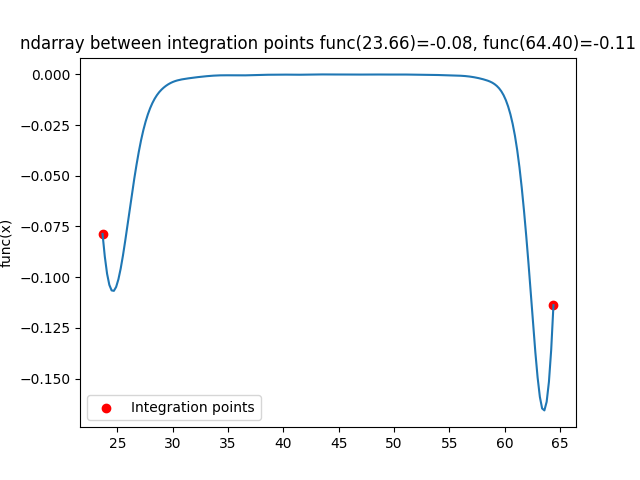 ndarray between integration points func(23.66)=-0.08, func(64.40)=-0.11
0.000
−0.025
−0.050
−0.075
−0.100
−0.125
−0.150
func(x)
Integration points
25 30 35 40 45 50 55 60 65